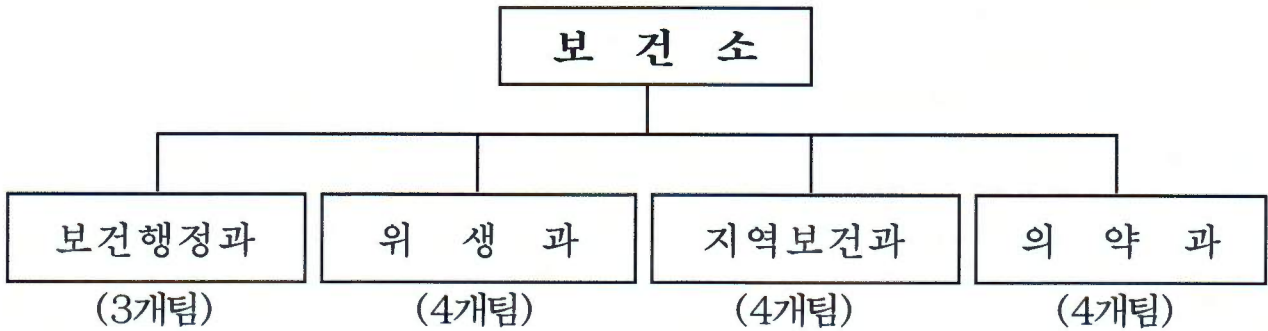 보 건 소
보건행정과 위 생 과 지역보건과 의 약 과
(3개팀) (4개팀) (4개팀) (4개팀)